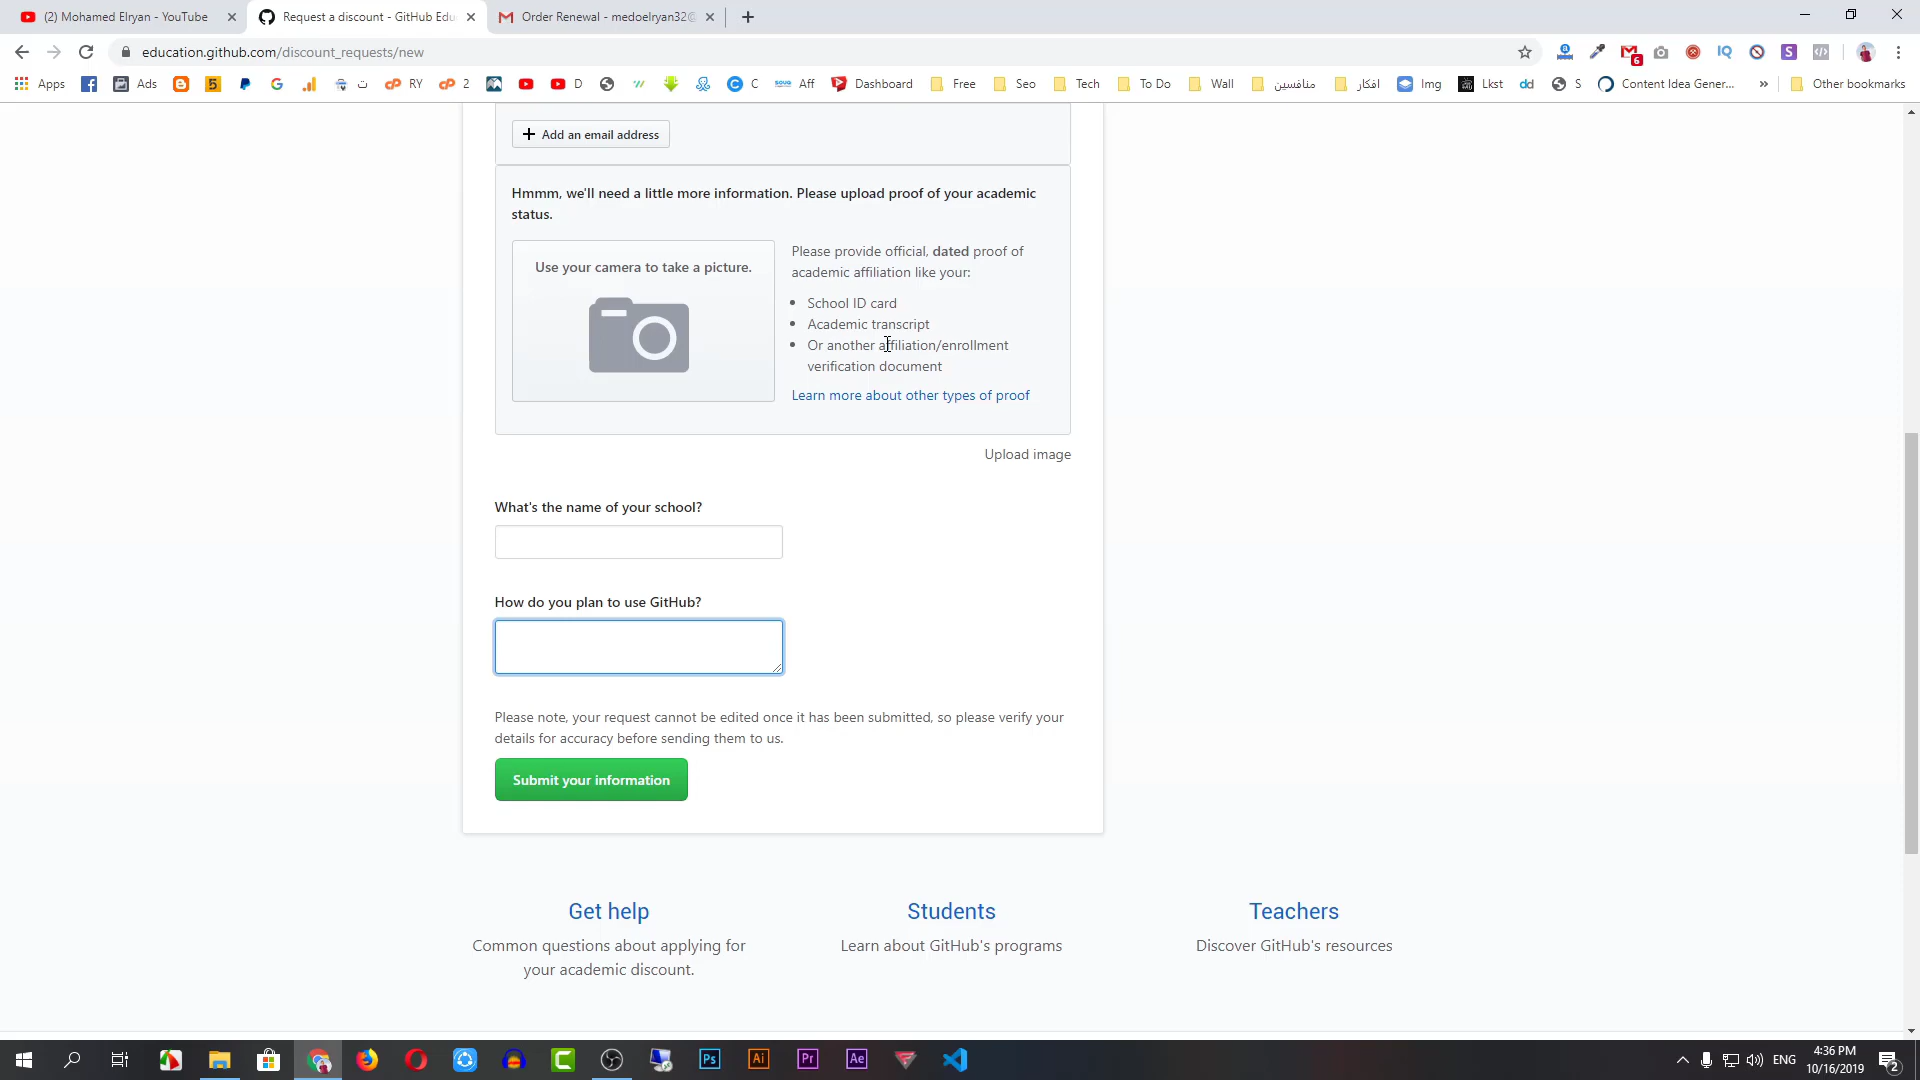 (2) Mohamed Elryan - YouTube
Request a discount - GitHub Edu
Order Renewal - medoelryan32@
education.github.com/discount_requests/new
6
Apps
Ads
5
ت
RY
2
D
C
Aff
Dashboard
Free
Seo
Tech
To Do
Wall
منافسين
افكار
Img
Lkst
dd
S
Content Idea Gener...
»
Other bookmarks
Add an email address
Hmmm, we'll need a little more information. Please upload proof of your academic
status.
Use your camera to take a picture.
Please provide official, dated proof of
academic affiliation like your:
School ID card
Academic transcript
Or another affiliation/enrollment
verification document
Learn more about other types of proof
Upload image
What's the name of your school?
How do you plan to use GitHub?
Please note, your request cannot be edited once it has been submitted, so please verify your
details for accuracy before sending them to us.
Submit your information
Get help
Students
Teachers
Common questions about applying for
your academic discount.
Learn about GitHub's programs
Discover GitHub's resources
Ps
Ai
Pr
Ae
ENG
4:36 PM
10/16/2019
2